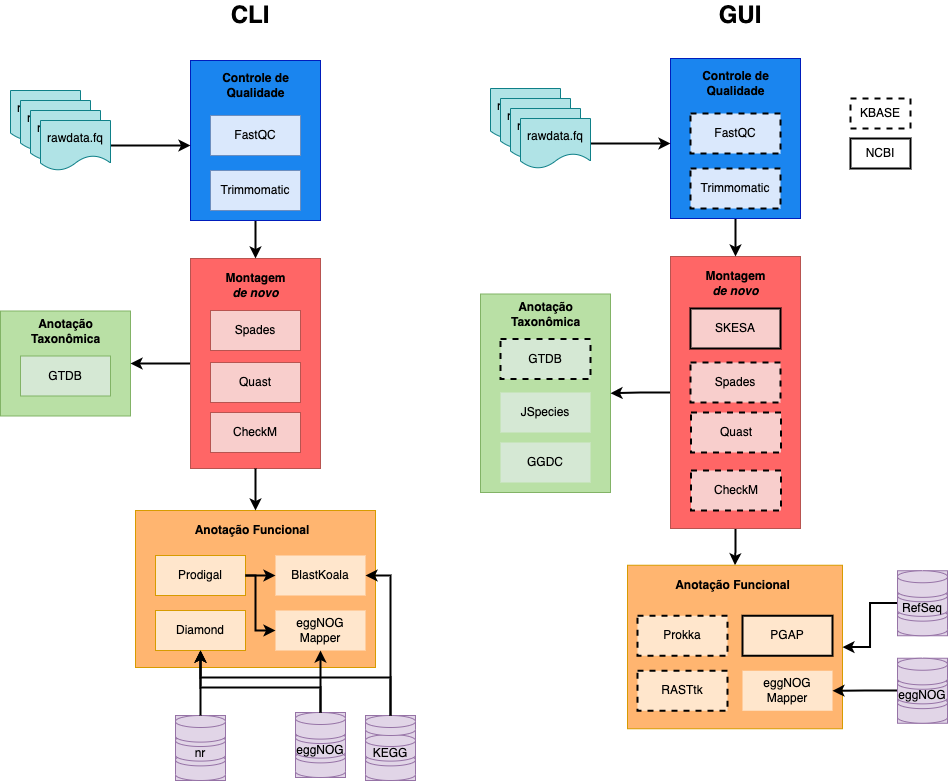 CLI
Controle de
Qualidade
r
r
r
rawdata.fq
FastQC
Trimmomatic
Montagem
de novo
Spades
Quast
CheckM
Anotação
Taxonômica
GTDB
Anotação Funcional
Prodigal
BlastKoala
Diamond
eggNOG
Mapper
nr
eggNOG
KEGG
GUI
Controle de
Qualidade
r
r
r
rawdata.fq
FastQC
Trimmomatic
KBASE
NCBI
Montagem
de novo
SKESA
Spades
Quast
CheckM
Anotação
Taxonômica
GTDB
JSpecies
GGDC
Anotação Funcional
Prokka
PGAP
RASTtk
eggNOG
Mapper
RefSeq
eggNOG